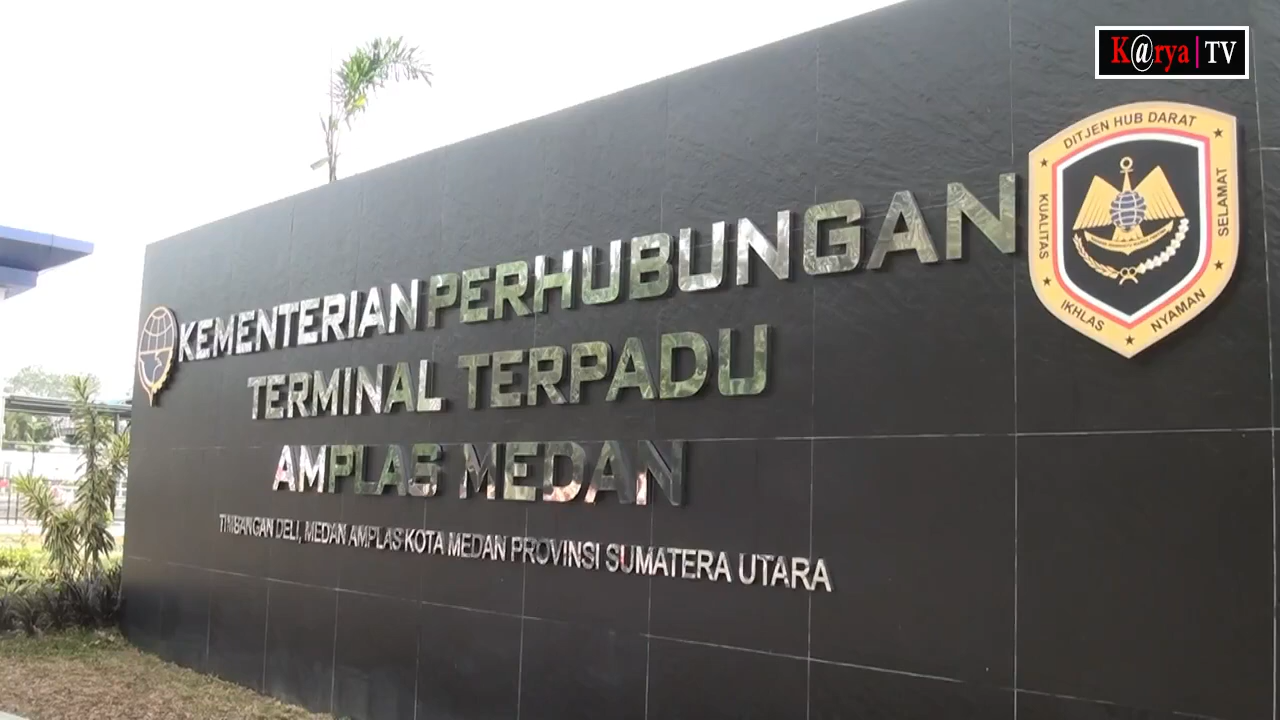 K@rya|TV
DITJEN HUB DARAT
KUALITAS
SELAMAT
IKHLAS
NYAMAN
KEMENTERIAN PERHUBUNGAN
TERMINAL TERPADU
AMPLAS MEDAN
TIMBANGAN DELI, MEDAN AMPLAS KOTA MEDAN PROVINSI SUMATERA UTARA